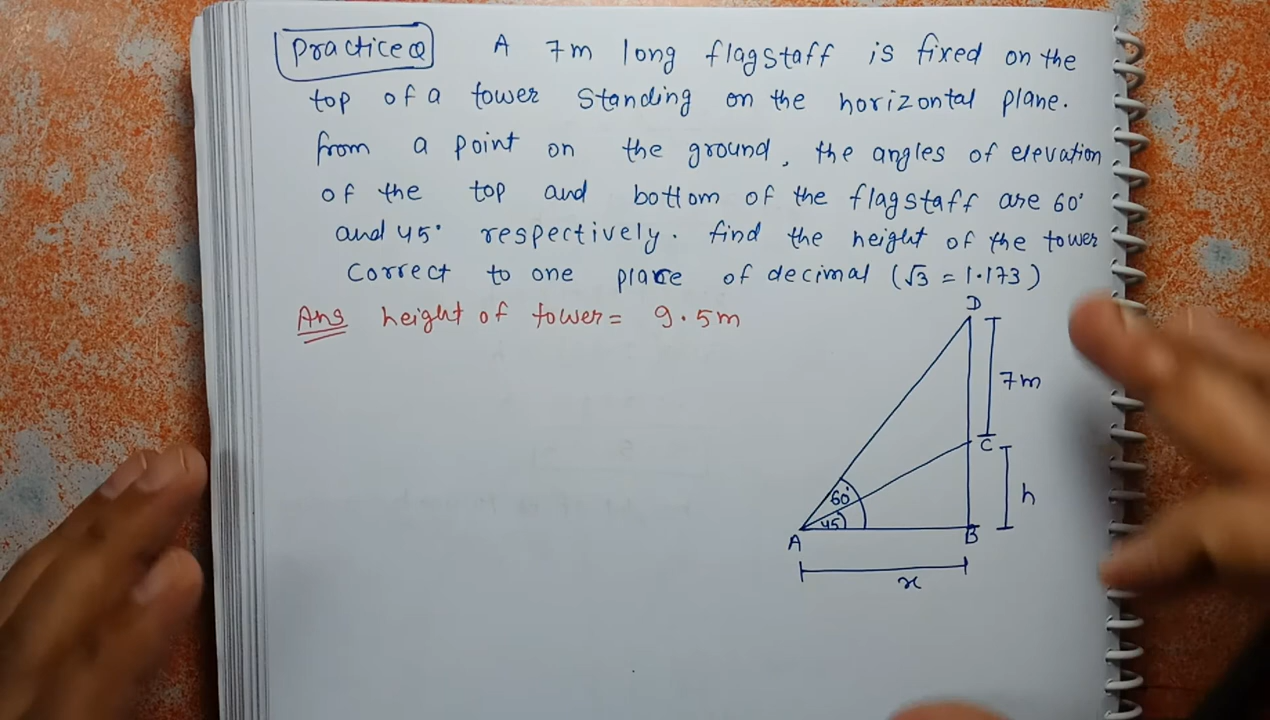 Practice Q A 7m long flagstaff is fixed on the
top of a tower standing on the horizontal plane.
from a point on the ground, the angles of elevation
of the top and bottom of the flagstaff are 60°
and 45° respectively. find the height of the tower
Correct to one place of decimal (√3 = 1.173)
Ans height of tower = 9.5m
D
7m
C
60°
h
45
A
B
x